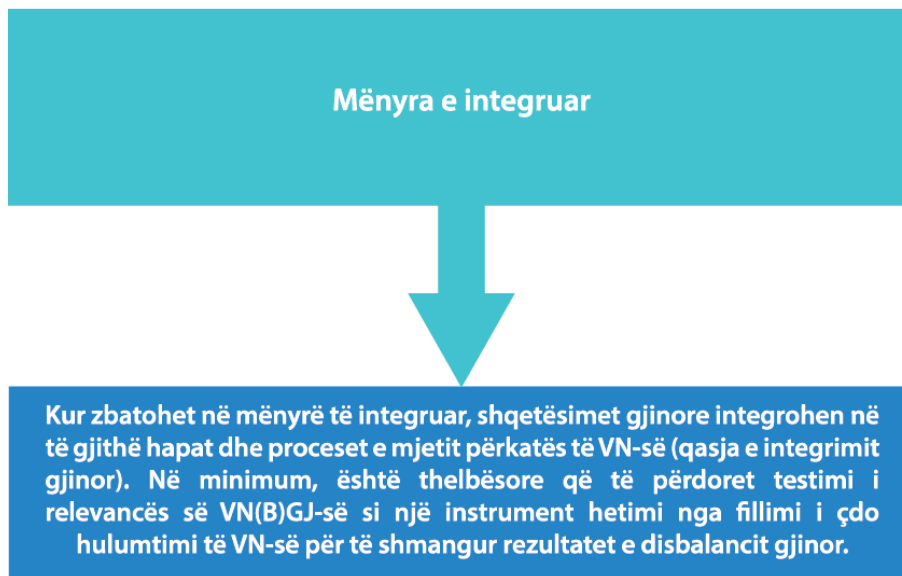 Mënyra e integruar
Kur zbatohet në mënyrë të integruar, shqetësimet gjinore integrohen në
të gjithë hapat dhe proceset e mjetit përkatës të VN-së (qasja e integrimit
gjinor). Në minimum, është thelbësore që të përdoret testimi i
relevancës së VN(B)GJ-së si një instrument hetimi nga fillimi i çdo
hulumtimi të VN-së për të shmangur rezultatet e disbalancit gjinor.